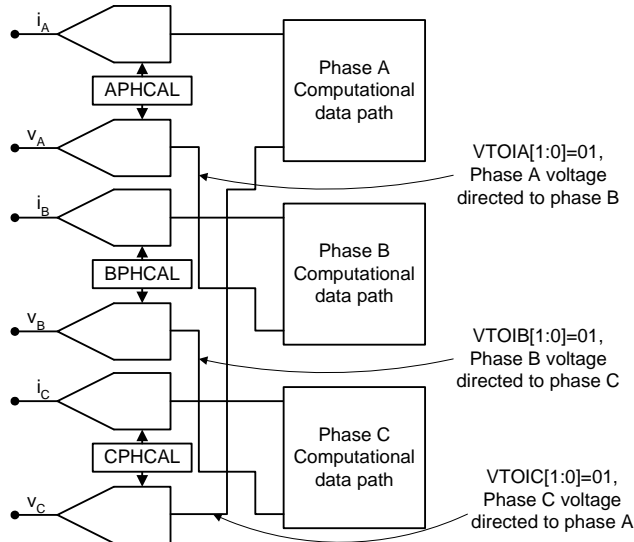 iA
Phase A
Computational
data path
APHCAL
vA
VTOIA[1:0]=01,
Phase A voltage
directed to phase B
iB
Phase B
Computational
data path
BPHCAL
vB
VTOIB[1:0]=01,
Phase B voltage
directed to phase C
iC
Phase C
Computational
data path
CPHCAL
vC
VTOIC[1:0]=01,
Phase C voltage
directed to phase A